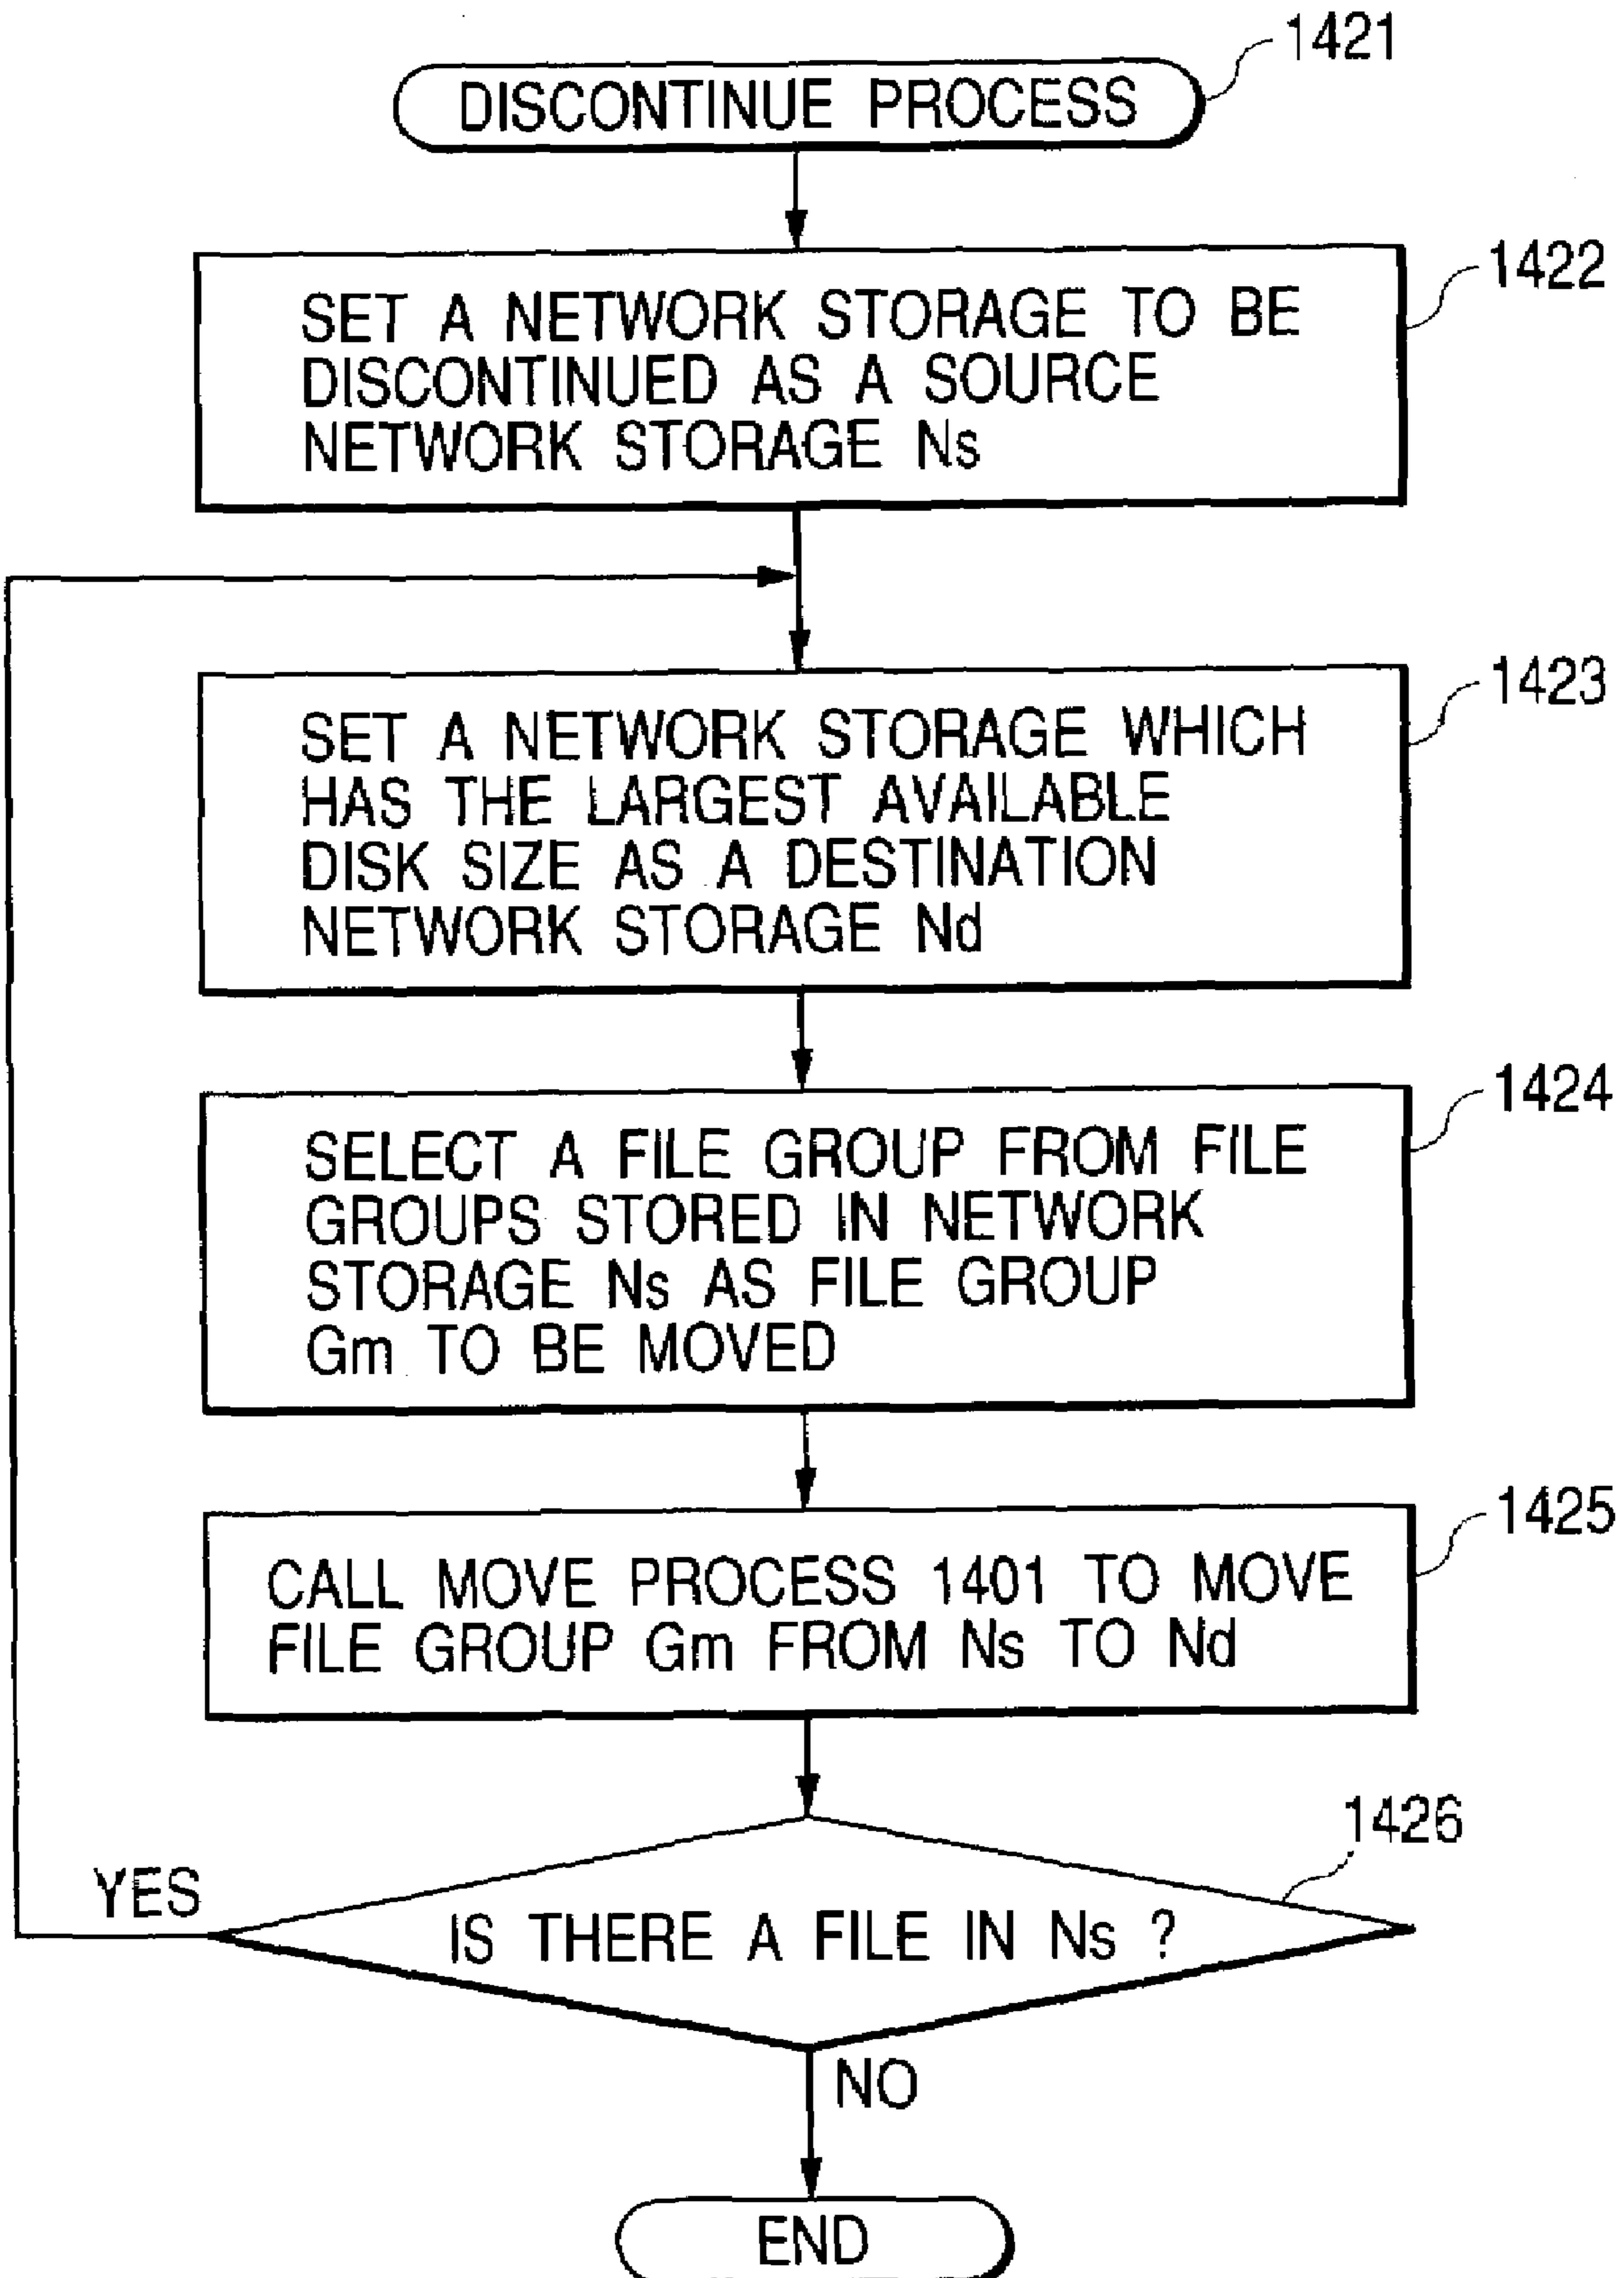 1421
DISCONTINUE PROCESS
1422
SET A NETWORK STORAGE TO BE
DISCONTINUED AS A SOURCE
NETWORK STORAGE Ns
1423
SET A NETWORK STORAGE WHICH
HAS THE LARGEST AVAILABLE
DISK SIZE AS A DESTINATION
NETWORK STORAGE Nd
1424
SELECT A FILE GROUP FROM FILE
GROUPS STORED IN NETWORK
STORAGE Ns AS FILE GROUP
Gm TO BE MOVED
1425
CALL MOVE PROCESS 1401 TO MOVE
FILE GROUP Gm FROM Ns TO Nd
1426
YES
IS THERE A FILE IN Ns ?
NO
END